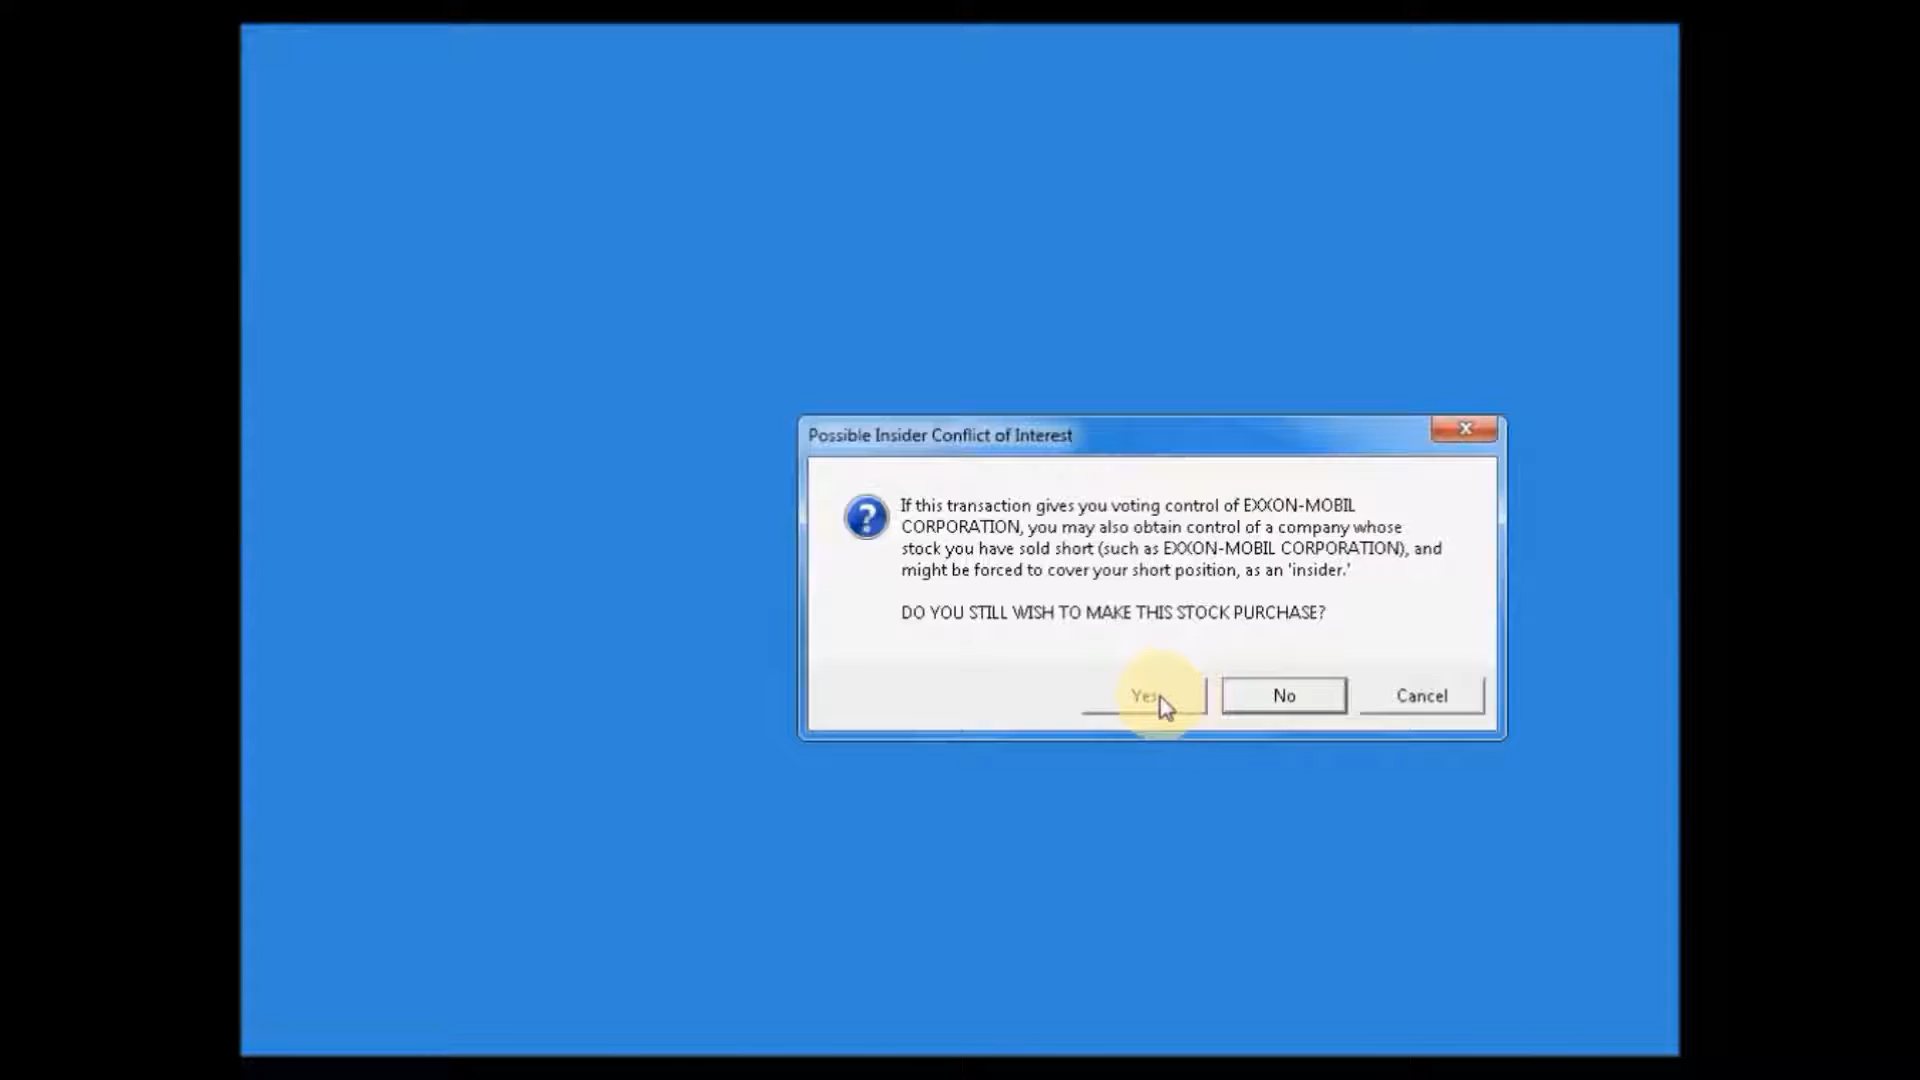 Possible Insider Conflict of Interest
If this transaction gives you voting control of EXXON-MOBIL
CORPORATION, you may also obtain control of a company whose
stock you have sold short (such as EXXON-MOBIL CORPORATION), and
might be forced to cover your short position, as an 'insider.'
DO YOU STILL WISH TO MAKE THIS STOCK PURCHASE?
Yes
No
Cancel